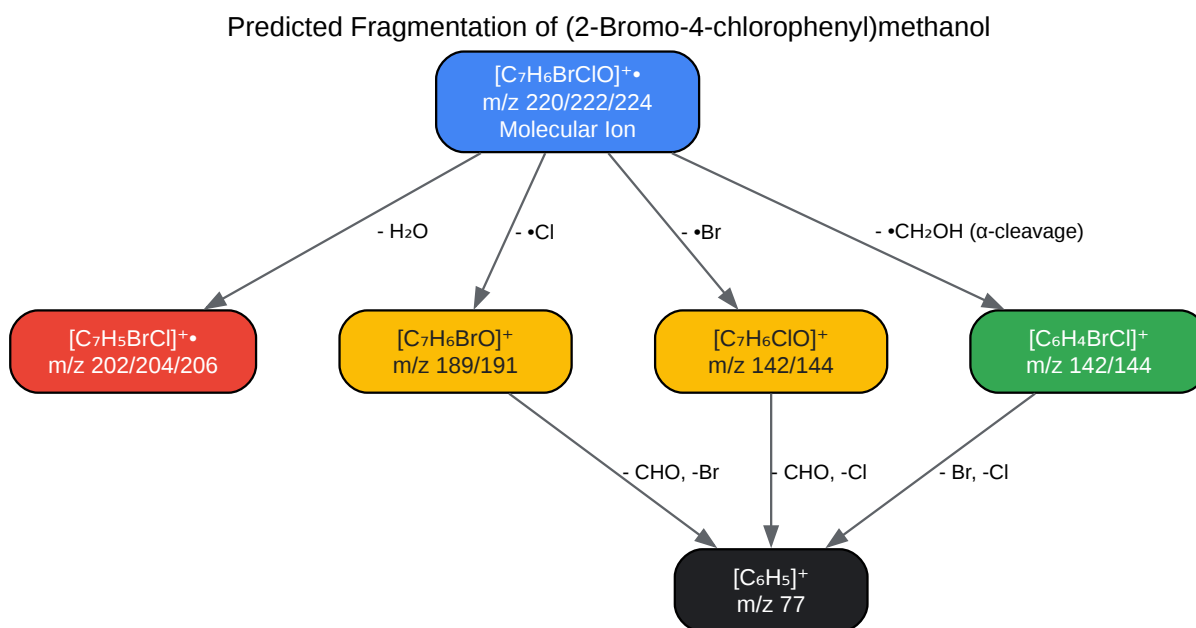 Predicted Fragmentation of (2-Bromo-4-chlorophenyl)methanol
[C₇H₆BrClO]⁺•
m/z 220/222/224
Molecular Ion
- H₂O
- •Cl
- •Br
- •CH₂OH (α-cleavage)
[C₇H₅BrCl]⁺•
m/z 202/204/206
[C₇H₆BrO]⁺
m/z 189/191
[C₇H₆ClO]⁺
m/z 142/144
[C₆H₄BrCl]⁺
m/z 142/144
- CHO, -Br
- CHO, -Cl
- Br, -Cl
[C₆H₅]⁺
m/z 77